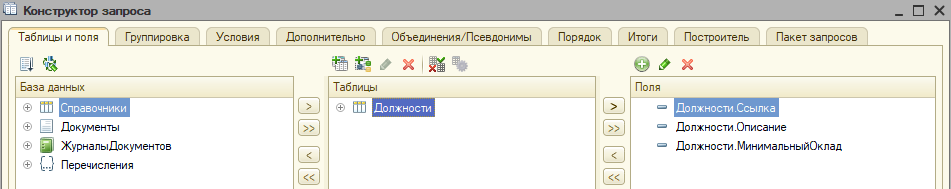 Конструктор запроса
Таблицы и поля Группировка Условия Дополнительно Объединения/Псевдонимы Порядок Итоги Построитель Пакет запросов
База данных Таблицы Поля
Справочники Должности Должности.Ссылка
Документы Должности.Описание
ЖурналыДокументов Должности.МинимальныйОклад
Перечисления